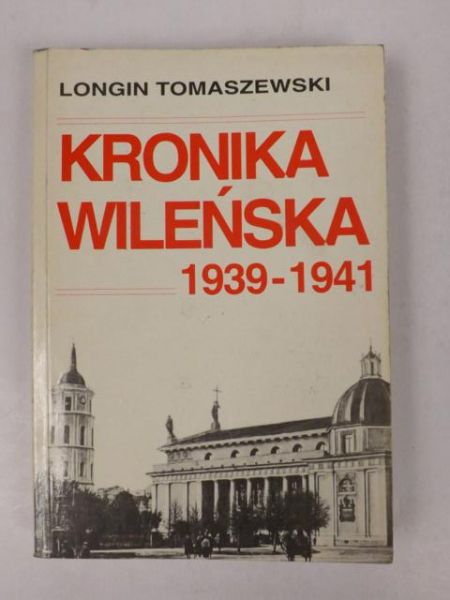 LONGIN TOMASZEWSKI
KRONIKA
WILEŃSKA
1939-1941